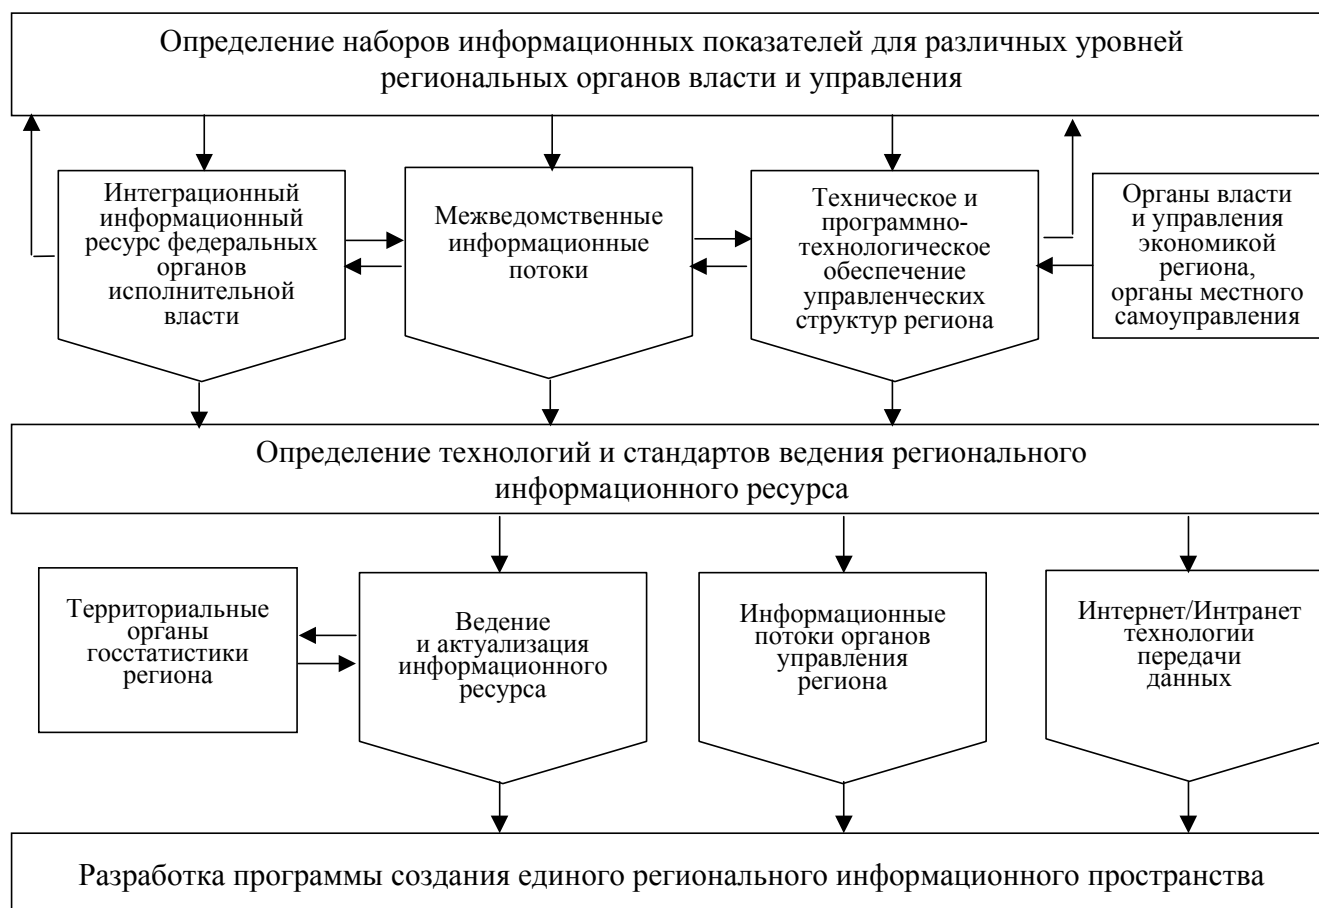 Определение наборов информационных показателей для различных уровней
региональных органов власти и управления
Интеграционный
информационный
ресурс федеральных
органов
исполнительной
власти
Межведомственные
информационные
потоки
Техническое и
программно-
технологическое
обеспечение
управленческих
структур региона
Органы власти
и управления
экономикой
региона,
органы местного
самоуправления
Определение технологий и стандартов ведения регионального
информационного ресурса
Территориальные
органы
госстатистики
региона
Ведение
и актуализация
информационного
ресурса
Информационные
потоки органов
управления
региона
Интернет/Интранет
технологии
передачи
данных
Разработка программы создания единого регионального информационного пространства